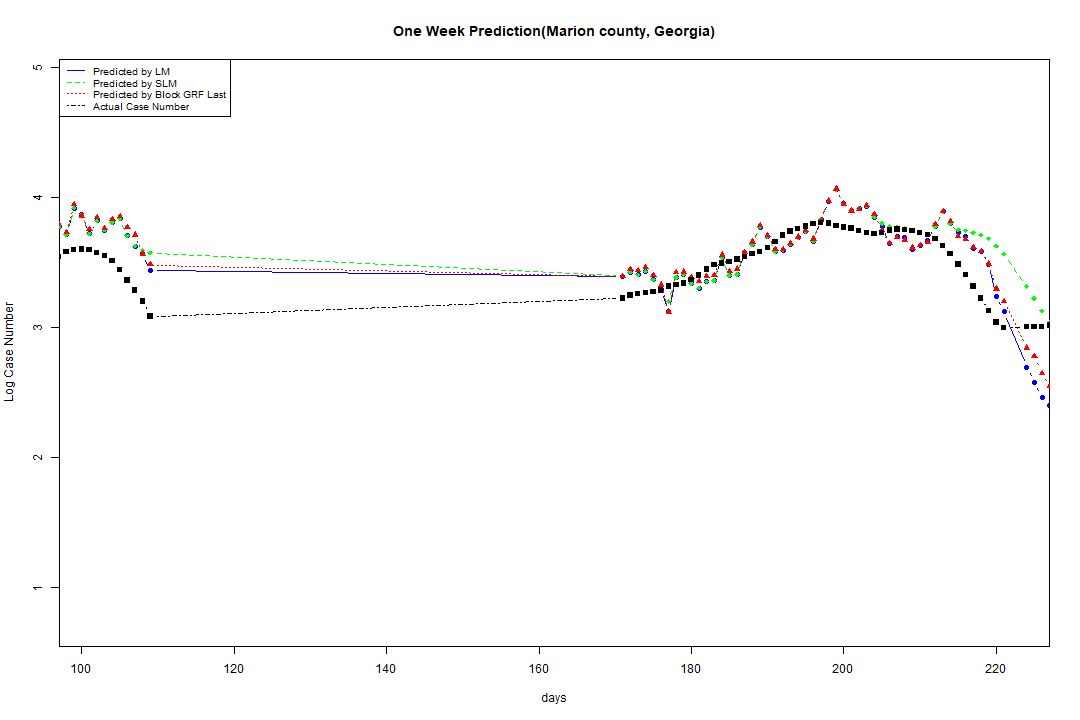 One Week Prediction(Marion county, Georgia)
Predicted by LM
Predicted by SLM
Predicted by Block GRF Last
Actual Case Number
5
4
3
2
1
Log Case Number
100 120 140 160 180 200 220
days